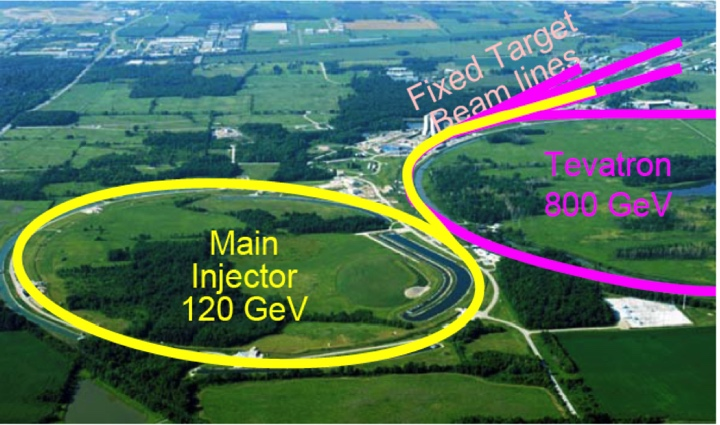 Fixed Target
Beam lines
Tevatron
800 GeV
Main
Injector
120 GeV